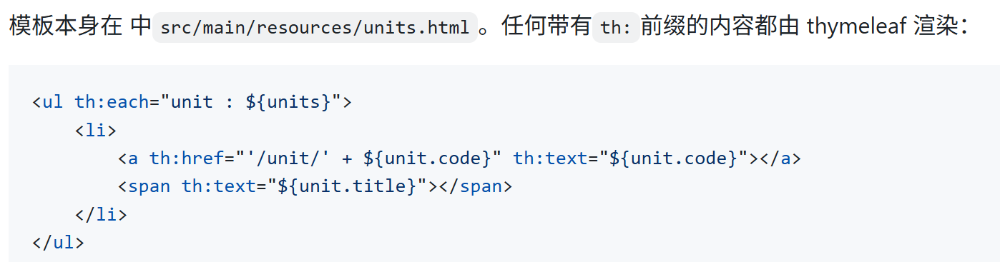 模板本身在 中 src/main/resources/units.html 。任何带有 th: 前缀的内容都由 thymeleaf 渲染：
<ul th:each="unit : ${units}">
    <li>
        <a th:href="'/unit/' + ${unit.code}" th:text="${unit.code}"></a>
        <span th:text="${unit.title}"></span>
    </li>
</ul>